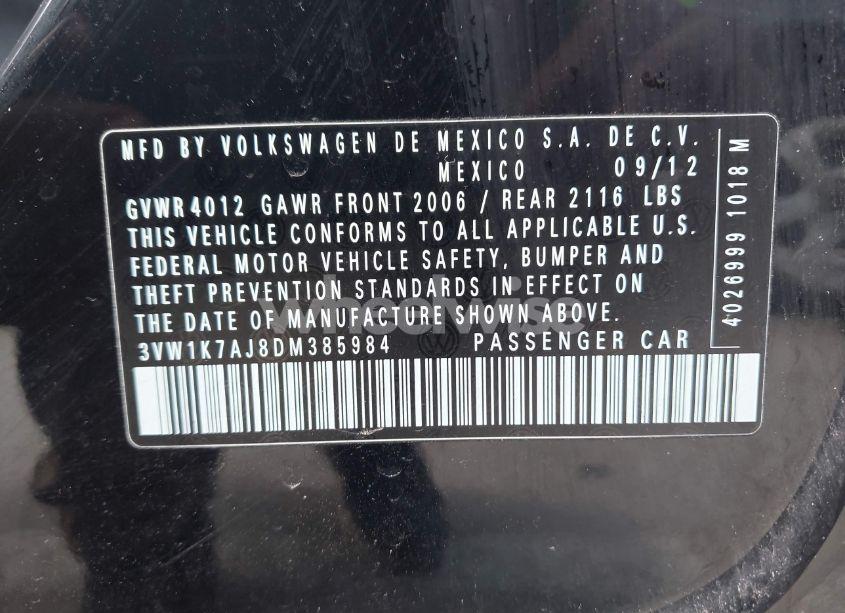 MFD BY VOLKSWAGEN DE MEXICO S.A. DE C.V.
MEXICO 09/12
GVWR 4012 GAWR FRONT 2006 / REAR 2116 LBS
THIS VEHICLE CONFORMS TO ALL APPLICABLE U.S.
FEDERAL MOTOR VEHICLE SAFETY, BUMPER AND
THEFT PREVENTION STANDARDS IN EFFECT ON
THE DATE OF MANUFACTURE SHOWN ABOVE.
3VW1K7AJ8DM385984 PASSENGER CAR
4026999 1018 M
wheelwise